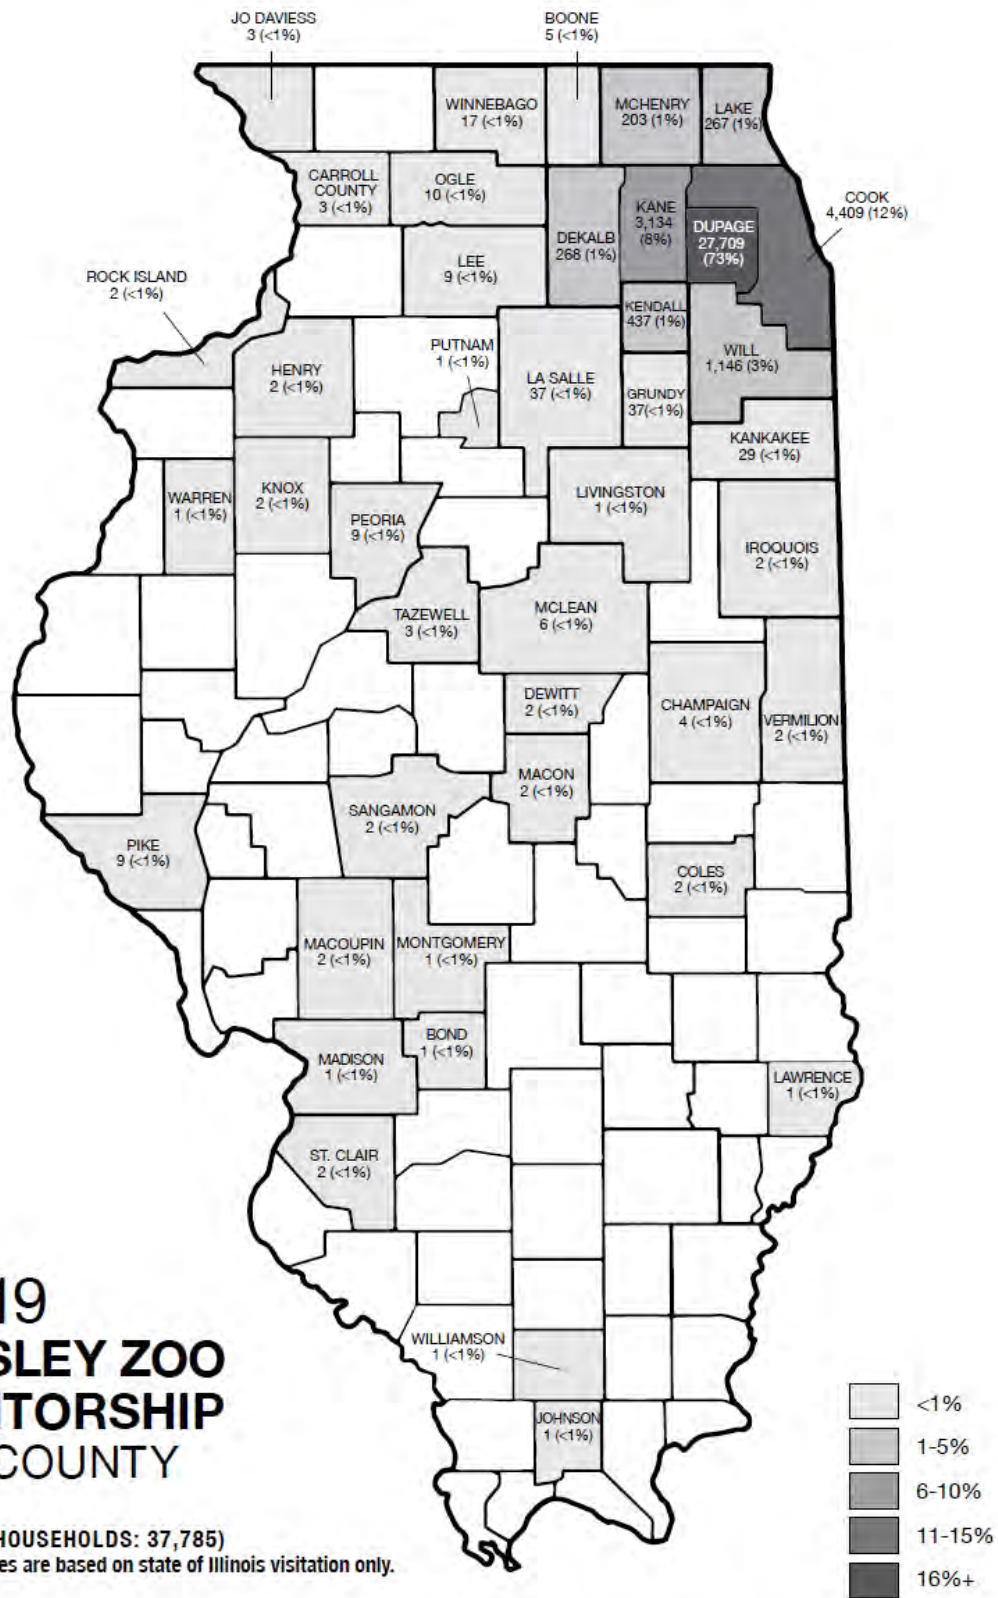 JO DAVIESS
3 (<1%)
BOONE
5 (<1%)
WINNEBAGO
17 (<1%)
MCHENRY
203 (1%)
LAKE
267 (1%)
CARROLL
COUNTY
3 (<1%)
OGLE
10 (<1%)
KANE
3,134
(8%)
COOK
4,409 (12%)
DUPAGE
27,709
(73%)
DEKALB
268 (1%)
LEE
9 (<1%)
ROCK ISLAND
2 (<1%)
KENDALL
437 (1%)
PUTNAM
1 (<1%)
WILL
1,146 (3%)
HENRY
2 (<1%)
LA SALLE
37 (<1%)
GRUNDY
37(<1%)
KANKAKEE
29 (<1%)
WARREN
1 (<1%)
KNOX
2 (<1%)
LIVINGSTON
1 (<1%)
PEORIA
9 (<1%)
IROQUOIS
2 (<1%)
TAZEWELL
3 (<1%)
MCLEAN
6 (<1%)
DEWITT
2 (<1%)
CHAMPAIGN
4 (<1%)
VERMILION
2 (<1%)
MACON
2 (<1%)
SANGAMON
2 (<1%)
PIKE
9 (<1%)
COLES
2 (<1%)
MACOUPIN
2 (<1%)
MONTGOMERY
1 (<1%)
BOND
1 (<1%)
MADISON
1 (<1%)
LAWRENCE
1 (<1%)
ST. CLAIR
2 (<1%)
WILLIAMSON
1 (<1%)
JOHNSON
1 (<1%)
19
SLEY ZOO
ITORSHIP
COUNTY
HOUSEHOLDS: 37,785)
es are based on state of Illinois visitation only.
<1%
1-5%
6-10%
11-15%
16%+